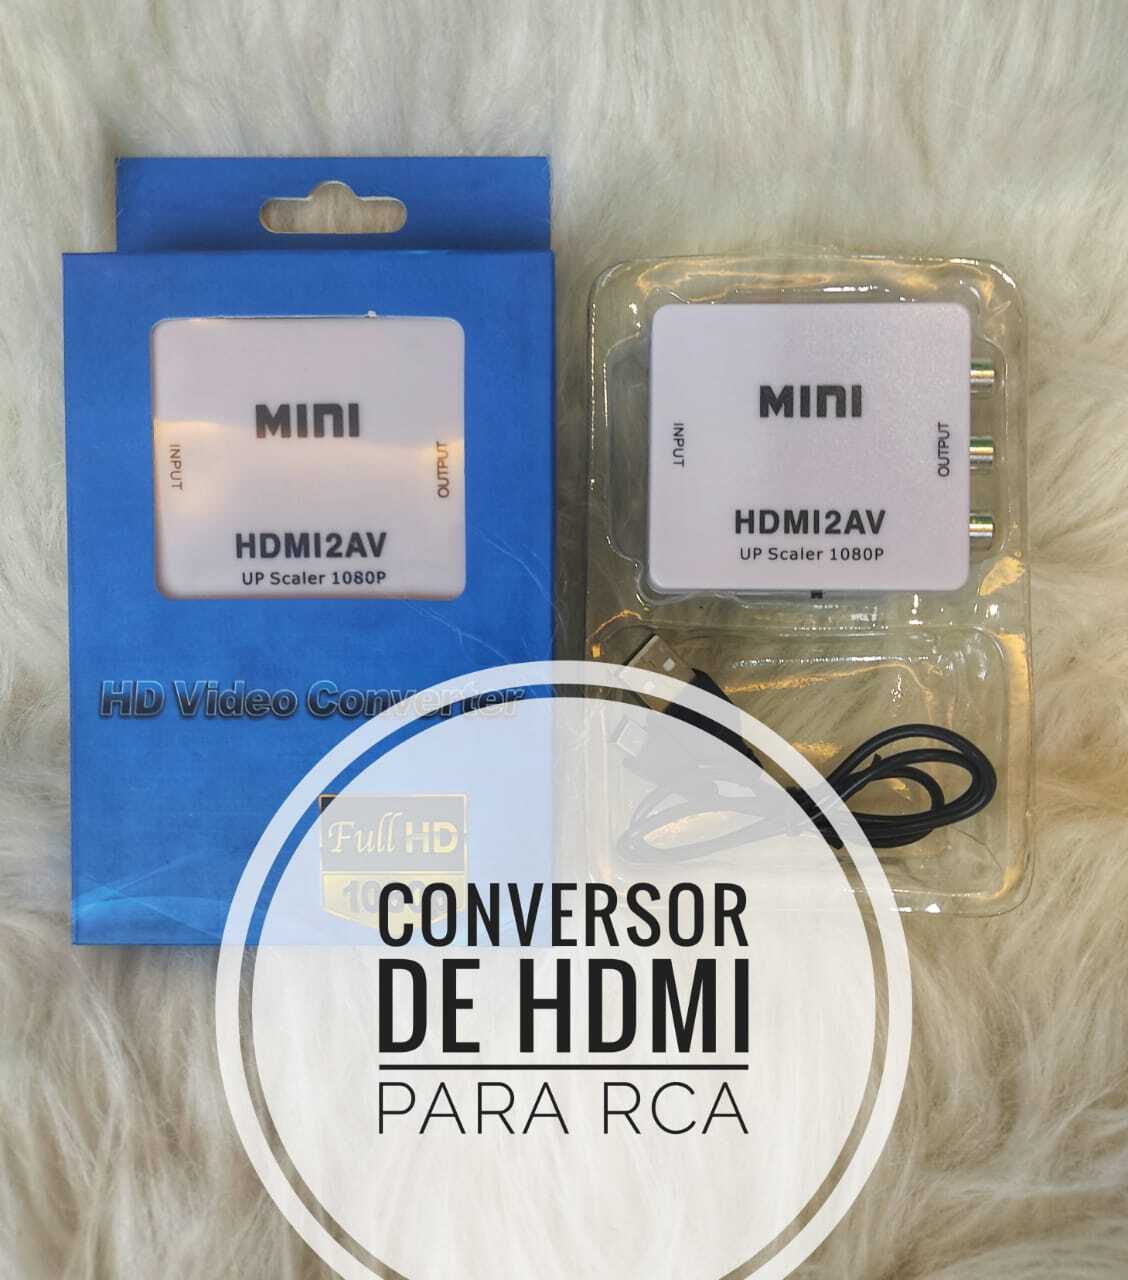 MINI
INPUT
OUTPUT
HDMI2AV
UP Scaler 1080P
HD Video Converter
Full HD
1080p
MINI
INPUT
OUTPUT
HDMI2AV
UP Scaler 1080P
CONVERSOR
DE HDMI
PARA RCA